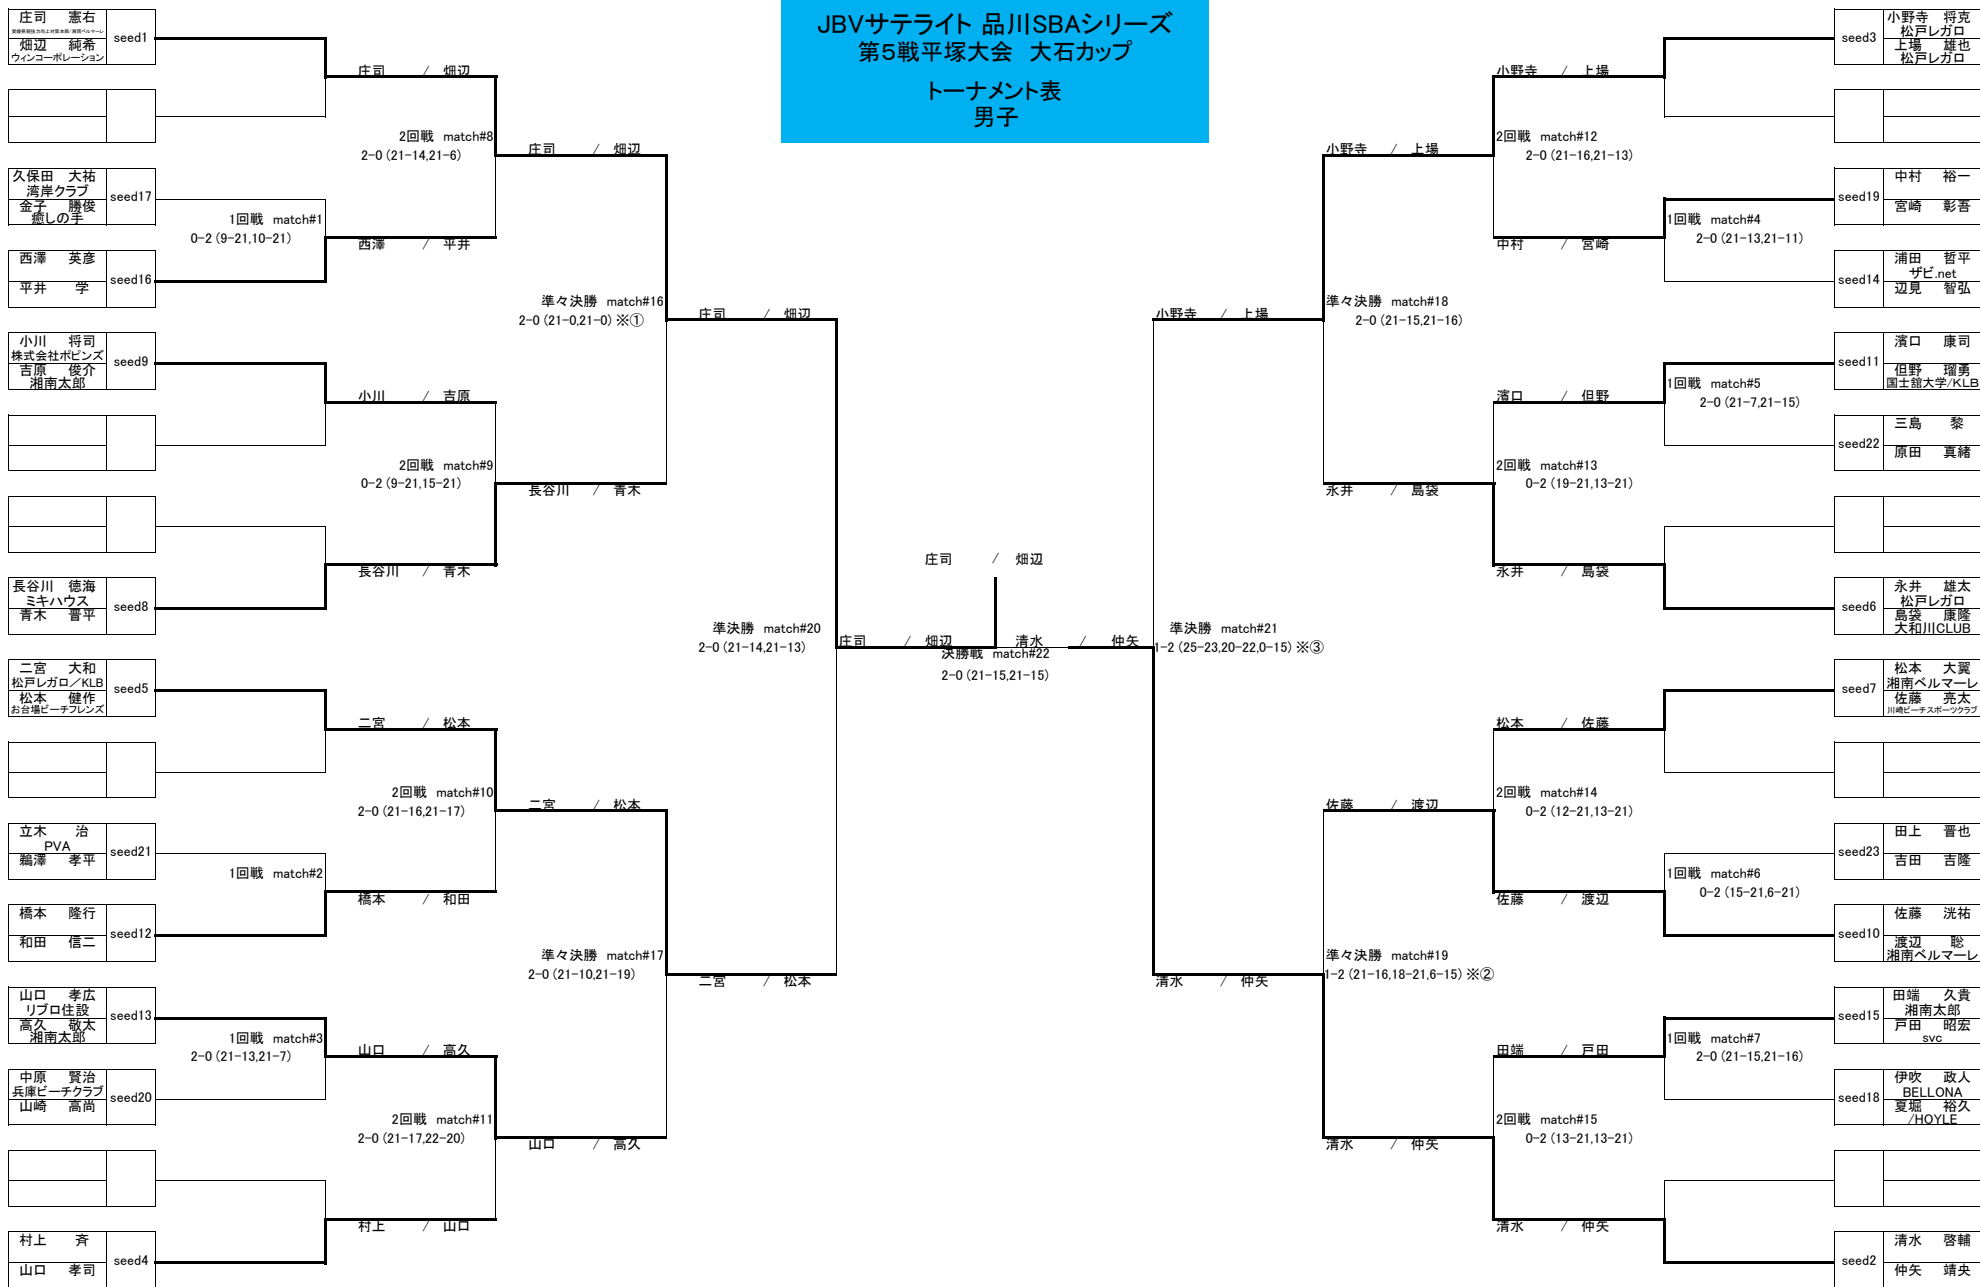 JBVサテライト 品川SBAシリーズ
第5戦平塚大会　大石カップ
トーナメント表
男子
庄司　憲右
seed1
畑辺　純希
ウィンコーポレーション
久保田　大祐
湾岸クラブ
seed17
金子　勝俊
癒しの手
西澤　英彦
seed16
平井　学
小川　将司
株式会社ボビンズ
seed9
吉原　俊介
湘南太郎
長谷川　徳海
ミキハウス
seed8
青木　晋平
二宮　大和
松戸レガロ／KLB
seed5
松本　健作
お台場ビーチフレンズ
立木　治
PVA
seed21
鵜澤　孝平
橋本　隆行
seed12
和田　信二
山口　孝広
リブロ住設
seed13
高久　敬太
湘南太郎
中原　賢治
兵庫ビーチクラブ
seed20
山崎　高尚
村上　斉
seed4
山口　孝司
1回戦 match#1
0-2 (9-21,10-21)
1回戦 match#2
1回戦 match#3
2-0 (21-13,21-7)
庄司 / 畑辺
2回戦 match#8
2-0 (21-14,21-6)
西澤 / 平井
小川 / 吉原
2回戦 match#9
0-2 (9-21,15-21)
長谷川 / 青木
二宮 / 松本
2回戦 match#10
2-0 (21-16,21-17)
橋本 / 和田
山口 / 高久
2回戦 match#11
2-0 (21-17,22-20)
村上 / 山口
庄司 / 畑辺
準々決勝 match#16
2-0 (21-0,21-0) ※①
長谷川 / 青木
二宮 / 松本
準々決勝 match#17
2-0 (21-10,21-19)
山口 / 高久
庄司 / 畑辺
準決勝 match#20
2-0 (21-14,21-13)
二宮 / 松本
庄司 / 畑辺
庄司 / 畑辺
清水 / 仲矢
決勝戦 match#22
2-0 (21-15,21-15)
小野寺 / 上場
準決勝 match#21
1-2 (25-23,20-22,0-15) ※③
清水 / 仲矢
小野寺 / 上場
準々決勝 match#18
2-0 (21-15,21-16)
永井 / 島袋
佐藤 / 渡辺
準々決勝 match#19
1-2 (21-16,18-21,6-15) ※②
清水 / 仲矢
小野寺 / 上場
2回戦 match#12
2-0 (21-16,21-13)
中村 / 宮崎
濱口 / 但野
2回戦 match#13
0-2 (19-21,13-21)
永井 / 島袋
松本 / 佐藤
2回戦 match#14
0-2 (12-21,13-21)
佐藤 / 渡辺
田端 / 戸田
2回戦 match#15
0-2 (13-21,13-21)
清水 / 仲矢
1回戦 match#4
2-0 (21-13,21-11)
1回戦 match#5
2-0 (21-7,21-15)
1回戦 match#6
0-2 (15-21,6-21)
1回戦 match#7
2-0 (21-15,21-16)
小野寺　将克
松戸レガロ
seed3
上場　雄也
松戸レガロ
中村　裕一
seed19
宮崎　彰吾
浦田　哲平
ザビ.net
seed14
辺見　智弘
濱口　康司
seed11
但野　瑠勇
国士舘大学/KLB
三島　黎
seed22
原田　真緒
永井　雄太
松戸レガロ
seed6
島袋　康隆
大和川CLUB
松本　大翼
湘南ベルマーレ
seed7
佐藤　亮太
川崎ビーチスポーツクラブ
田上　晋也
seed23
吉田　吉隆
佐藤　洸祐
seed10
渡辺　聡
湘南ベルマーレ
田端　久貴
湘南太郎
seed15
戸田　昭宏
svc
伊吹　政人
BELLONA
seed18
夏堀　裕久
/HOYLE
清水　啓輔
seed2
仲矢　靖央